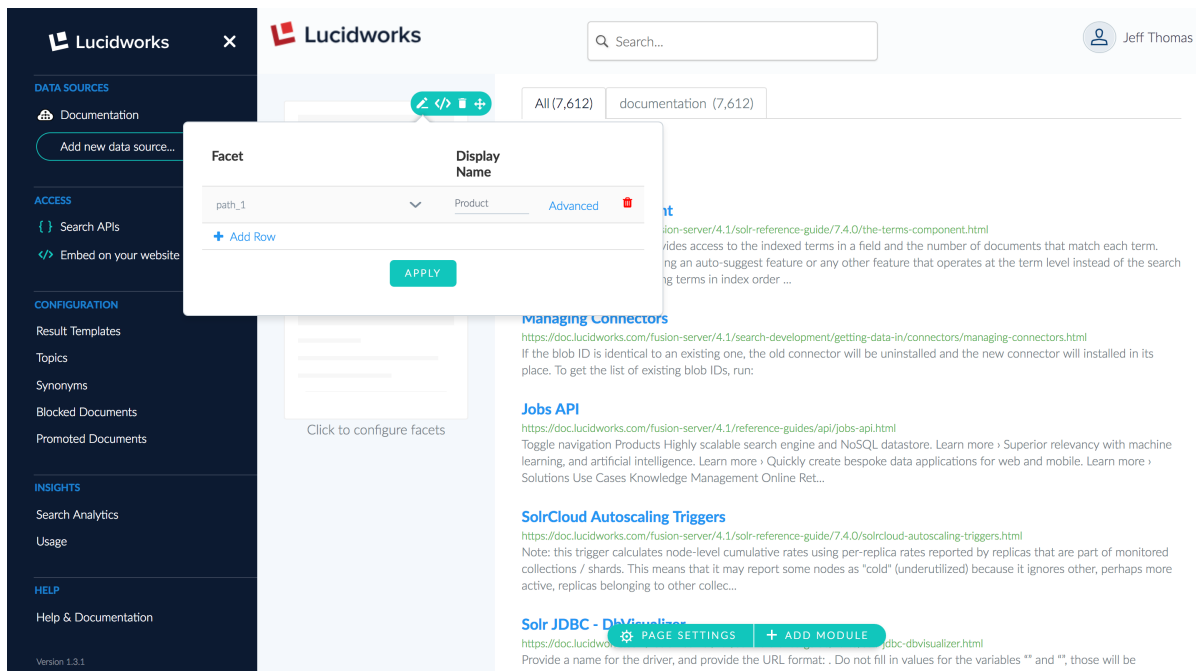 Lucidworks
DATA SOURCES
Documentation
Add new data source...
ACCESS
{ } Search APIs
</> Embed on your website
CONFIGURATION
Result Templates
Topics
Synonyms
Blocked Documents
Promoted Documents
INSIGHTS
Search Analytics
Usage
HELP
Help & Documentation
Version 1.3.1
Lucidworks
Search...
Jeff Thomas
</>
Facet
Display
Name
path_1
Product
Advanced
+ Add Row
APPLY
Click to configure facets
All (7,612)
documentation (7,612)
nt
sion-server/4.1/solr-reference-guide/7.4.0/the-terms-component.html
vides access to the indexed terms in a field and the number of documents that match each term.
ng an auto-suggest feature or any other feature that operates at the term level instead of the search
ng terms in index order ...
Managing Connectors
https://doc.lucidworks.com/fusion-server/4.1/search-development/getting-data-in/connectors/managing-connectors.html
If the blob ID is identical to an existing one, the old connector will be uninstalled and the new connector will installed in its
place. To get the list of existing blob IDs, run:
Jobs API
https://doc.lucidworks.com/fusion-server/4.1/reference-guides/api/jobs-api.html
Toggle navigation Products Highly scalable search engine and NoSQL datastore. Learn more › Superior relevancy with machine
learning, and artificial intelligence. Learn more › Quickly create bespoke data applications for web and mobile. Learn more ›
Solutions Use Cases Knowledge Management Online Ret...
SolrCloud Autoscaling Triggers
https://doc.lucidworks.com/fusion-server/4.1/solr-reference-guide/7.4.0/solrcloud-autoscaling-triggers.html
Note: this trigger calculates node-level cumulative rates using per-replica rates reported by replicas that are part of monitored
collections / shards. This means that it may report some nodes as "cold" (underutilized) because it ignores other, perhaps more
active, replicas belonging to other collec...
Solr JDBC - DbVisualizer
https://doc.lucidwo
jdbc-dbvisualizer.html
PAGE SETTINGS
+ ADD MODULE
Provide a name for the driver, and provide the URL format: . Do not fill in values for the variables “" and “", those will be